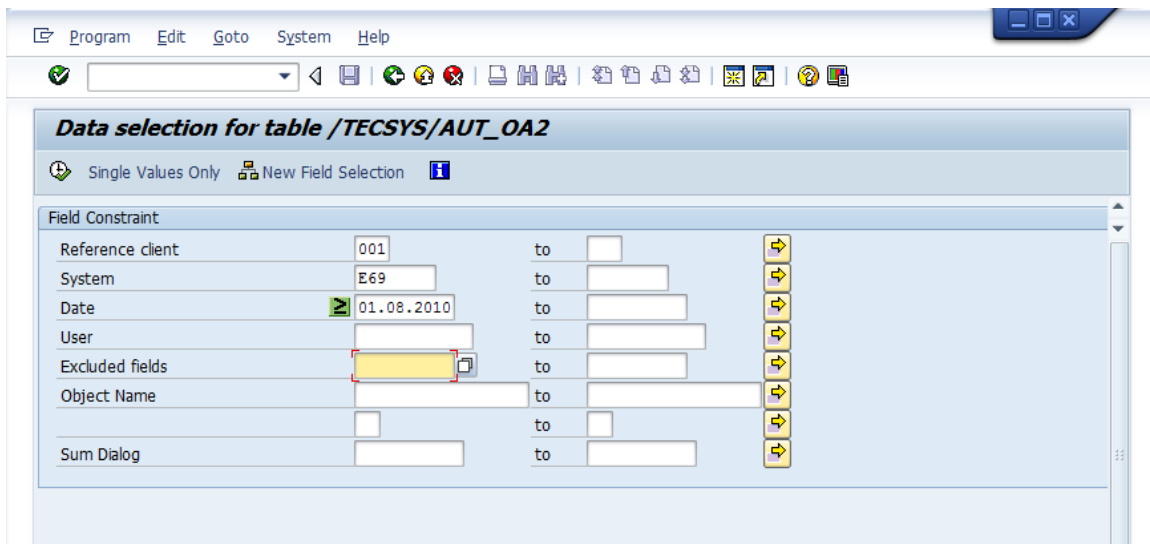 Program Edit Goto System Help
Data selection for table /TECSYS/AUT_OA2
Single Values Only New Field Selection
Field Constraint
Reference client 001 to
System E69 to
Date ≥ 01.08.2010 to
User to
Excluded fields to
Object Name to
to
Sum Dialog to